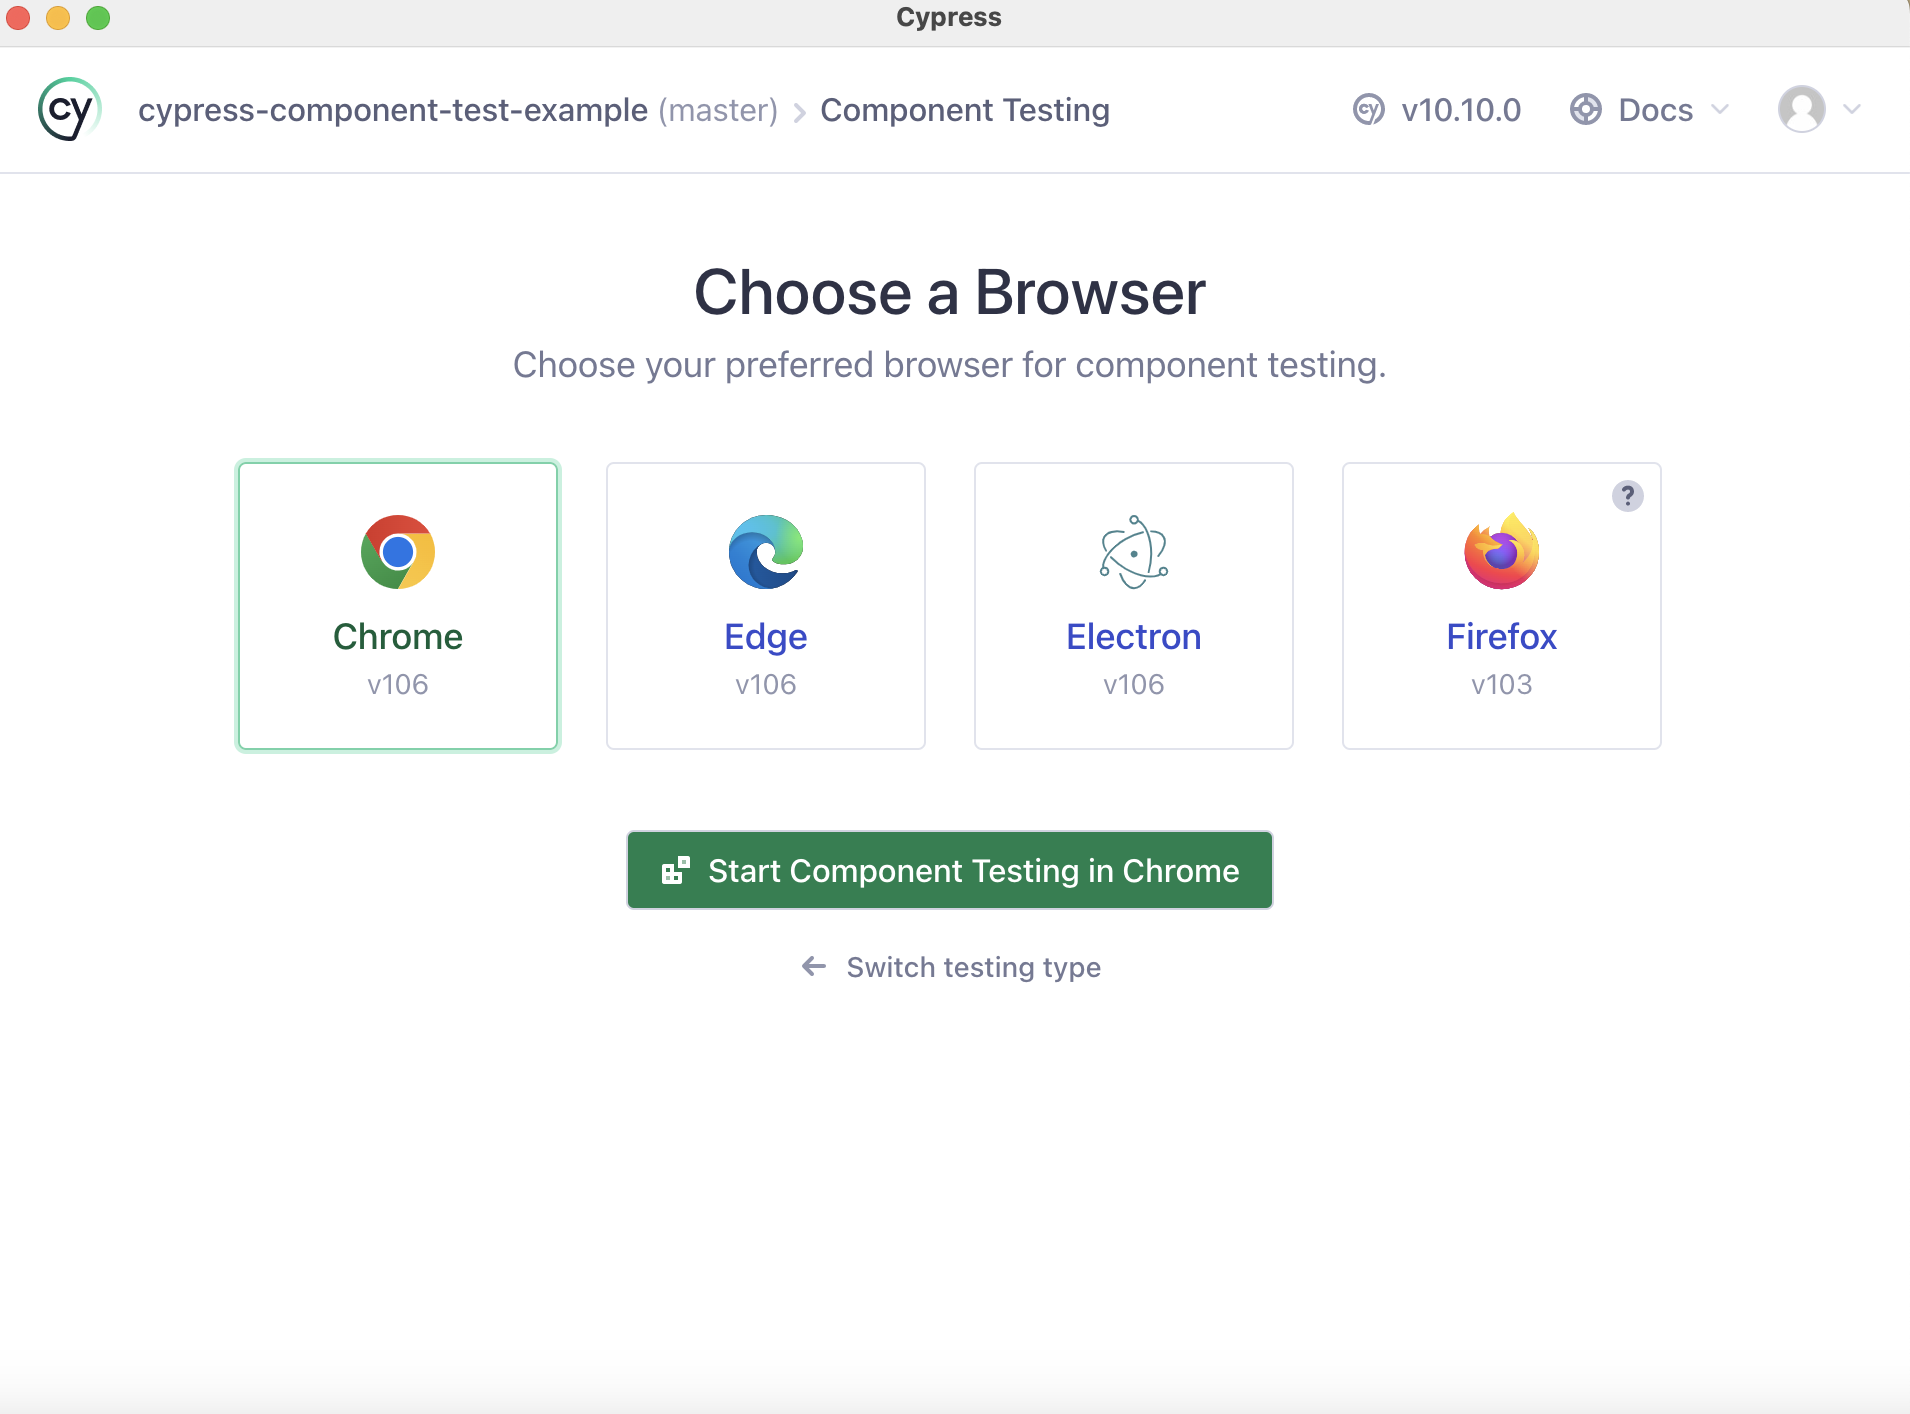 Cypress
cy cypress-component-test-example (master) > Component Testing cy v10.10.0 Docs
Choose a Browser
Choose your preferred browser for component testing.
?
Chrome Edge Electron Firefox
v106 v106 v106 v103
Start Component Testing in Chrome
← Switch testing type